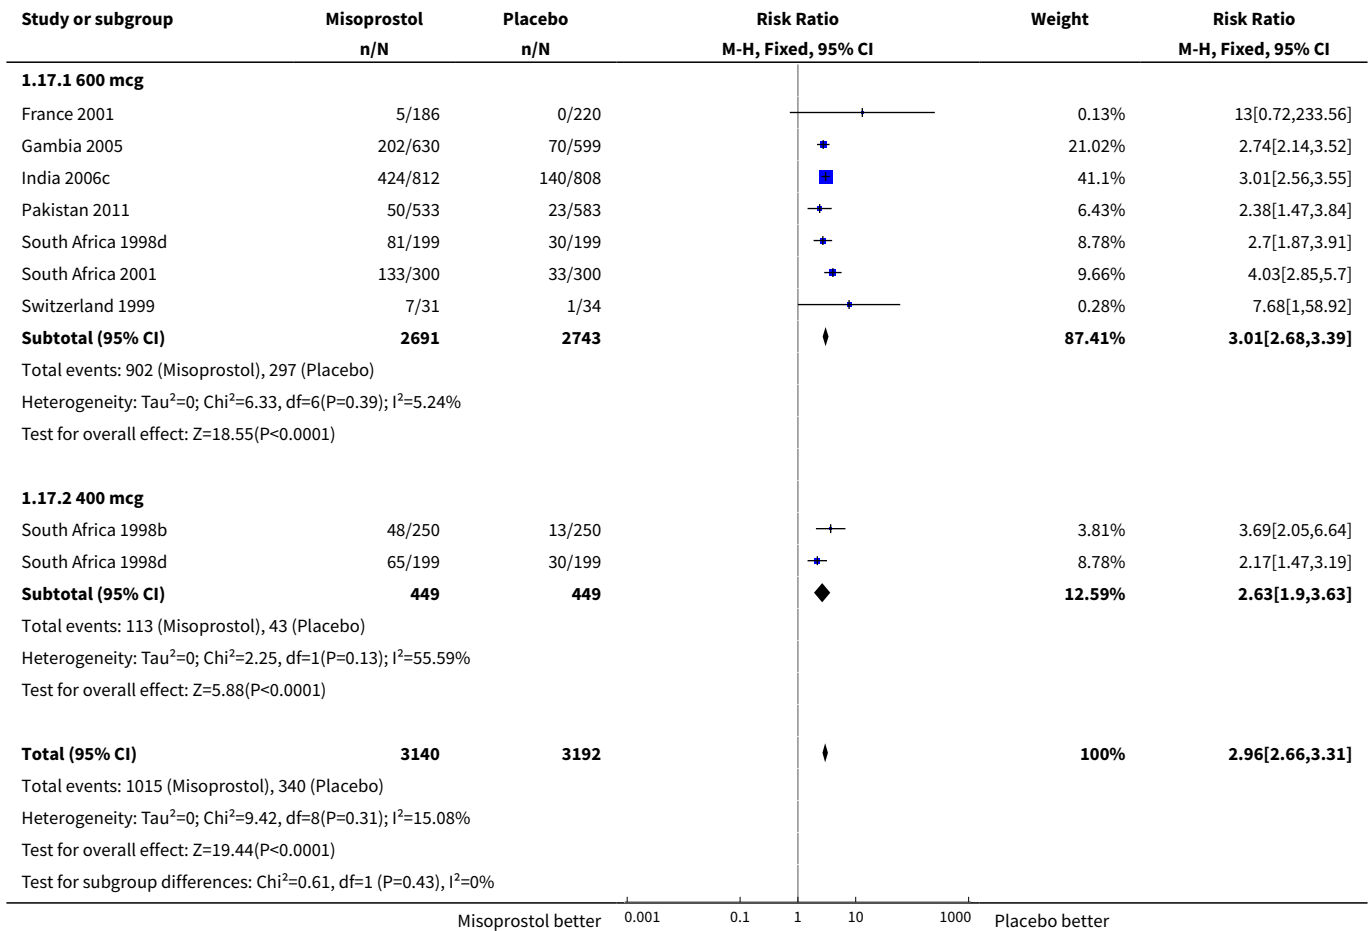 Study or subgroup Misoprostol Placebo Risk Ratio Weight Risk Ratio
n/N n/N M-H, Fixed, 95% CI M-H, Fixed, 95% CI
1.17.1 600 mcg
France 2001 5/186 0/220 0.13% 13[0.72,233.56]
Gambia 2005 202/630 70/599 21.02% 2.74[2.14,3.52]
India 2006c 424/812 140/808 41.1% 3.01[2.56,3.55]
Pakistan 2011 50/533 23/583 6.43% 2.38[1.47,3.84]
South Africa 1998d 81/199 30/199 8.78% 2.7[1.87,3.91]
South Africa 2001 133/300 33/300 9.66% 4.03[2.85,5.7]
Switzerland 1999 7/31 1/34 0.28% 7.68[1,58.92]
Subtotal (95% CI) 2691 2743 87.41% 3.01[2.68,3.39]
Total events: 902 (Misoprostol), 297 (Placebo)
Heterogeneity: Tau²=0; Chi²=6.33, df=6(P=0.39); I²=5.24%
Test for overall effect: Z=18.55(P<0.0001)
1.17.2 400 mcg
South Africa 1998b 48/250 13/250 3.81% 3.69[2.05,6.64]
South Africa 1998d 65/199 30/199 8.78% 2.17[1.47,3.19]
Subtotal (95% CI) 449 449 12.59% 2.63[1.9,3.63]
Total events: 113 (Misoprostol), 43 (Placebo)
Heterogeneity: Tau²=0; Chi²=2.25, df=1(P=0.13); I²=55.59%
Test for overall effect: Z=5.88(P<0.0001)
Total (95% CI) 3140 3192 100% 2.96[2.66,3.31]
Total events: 1015 (Misoprostol), 340 (Placebo)
Heterogeneity: Tau²=0; Chi²=9.42, df=8(P=0.31); I²=15.08%
Test for overall effect: Z=19.44(P<0.0001)
Test for subgroup differences: Chi²=0.61, df=1 (P=0.43), I²=0%
Misoprostol better 0.001 0.1 1 10 1000 Placebo better